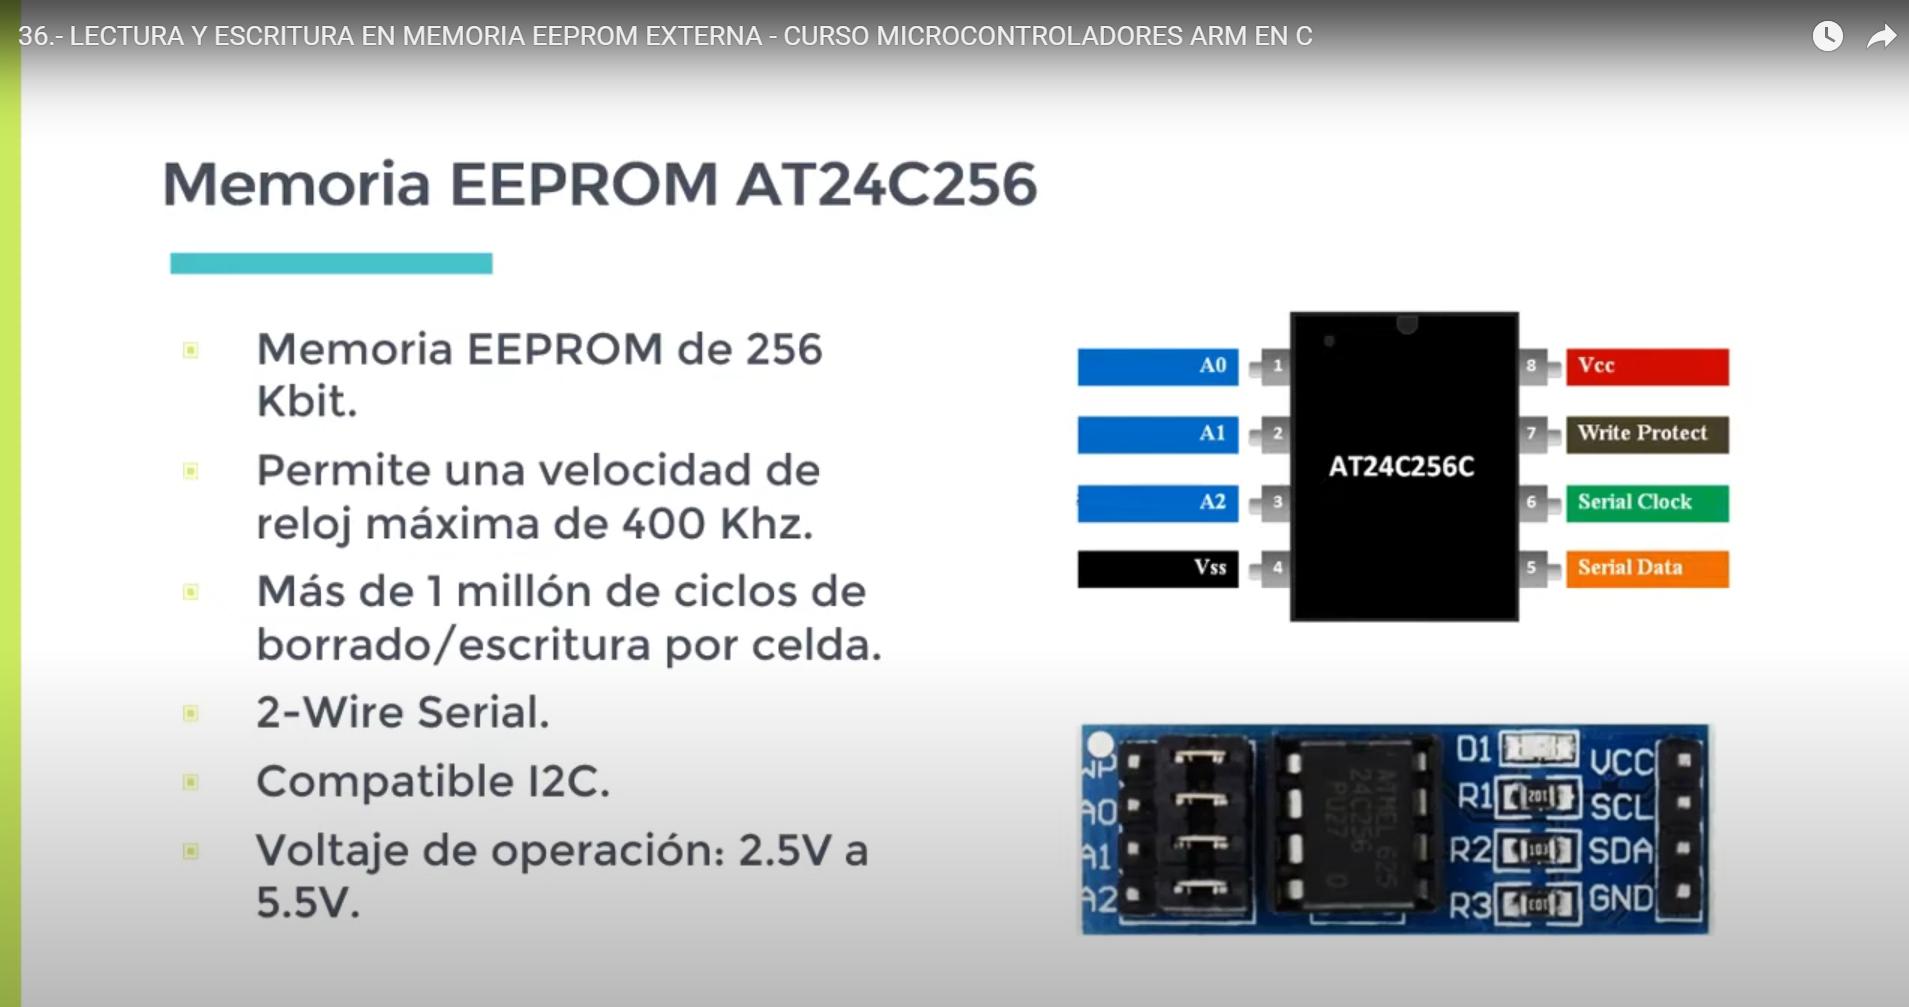 36.- LECTURA Y ESCRITURA EN MEMORIA EEPROM EXTERNA - CURSO MICROCONTROLADORES ARM EN C
Memoria EEPROM AT24C256
Memoria EEPROM de 256
Kbit.
Permite una velocidad de
reloj máxima de 400 Khz.
Más de 1 millón de ciclos de
borrado/escritura por celda.
2-Wire Serial.
Compatible I2C.
Voltaje de operación: 2.5V a
5.5V.
A0 1 8 Vcc
A1 2 7 Write Protect
AT24C256C
A2 3 6 Serial Clock
Vss 4 5 Serial Data
WP D1 VCC
A0 R1 201 SCL
A1 R2 103 SDA
A2 R3 103 GND
ATMEL 625
24C256
PU27
D